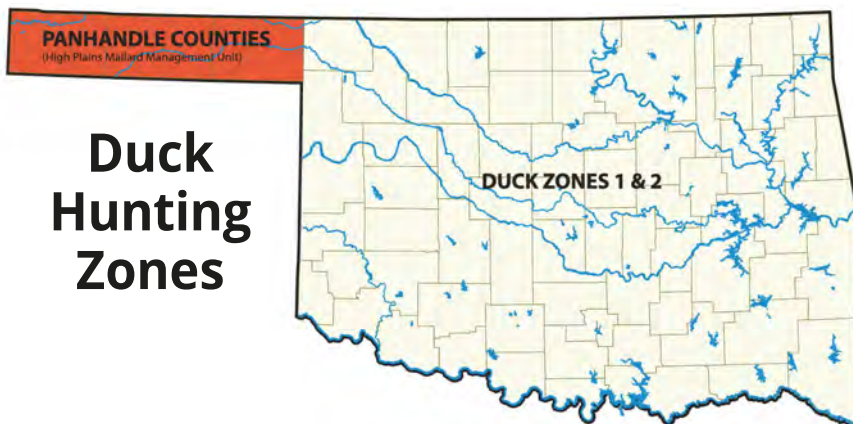 PANHANDLE COUNTIES
(High Plains Mallard Management Unit)
Duck
Hunting
Zones
DUCK ZONES 1 & 2